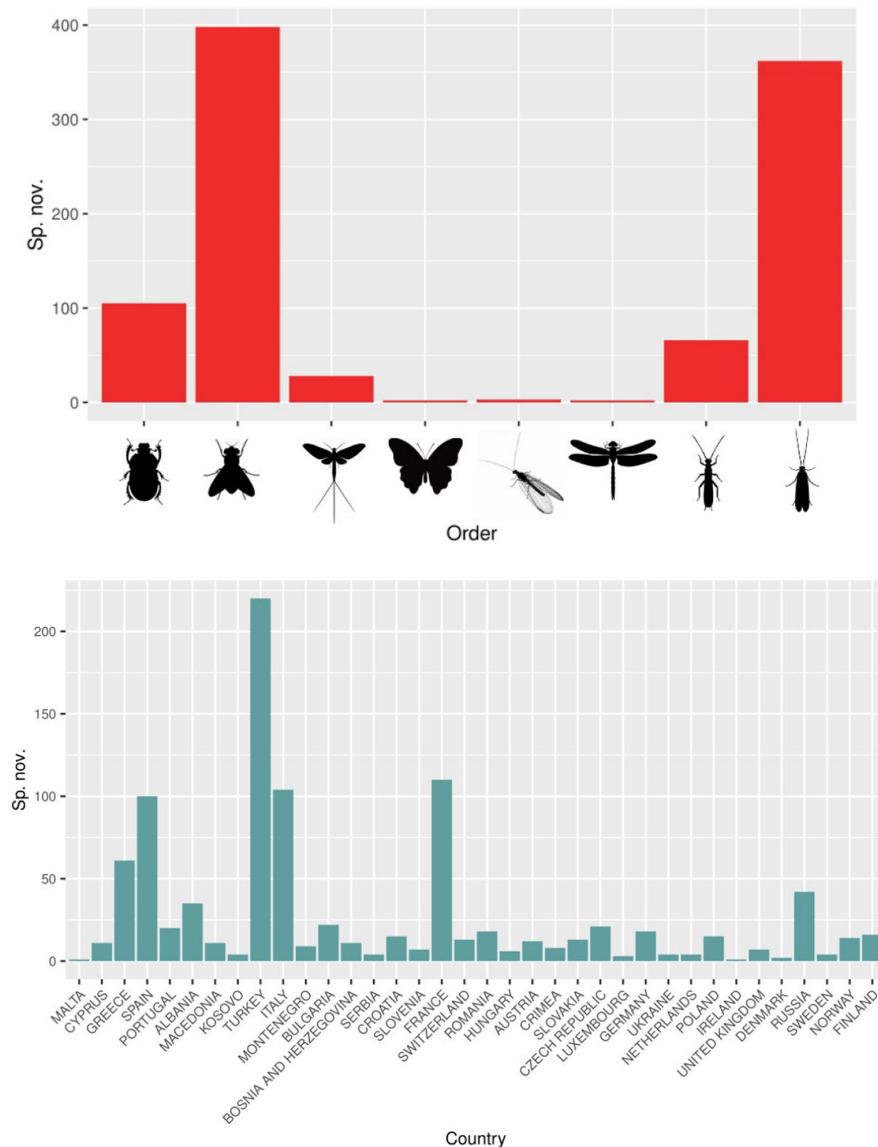 400
300
200
100
0
Sp. nov.
Order
200
150
100
50
0
Sp. nov.
MALTA
CYPRUS
GREECE
SPAIN
PORTUGAL
ALBANIA
MACEDONIA
KOSOVO
TURKEY
ITALY
MONTENEGRO
BULGARIA
BOSNIA AND HERZEGOVINA
SERBIA
CROATIA
SLOVENIA
FRANCE
SWITZERLAND
ROMANIA
HUNGARY
AUSTRIA
CRIMEA
SLOVAKIA
CZECH REPUBLIC
LUXEMBOURG
GERMANY
UKRAINE
NETHERLANDS
POLAND
IRELAND
UNITED KINGDOM
DENMARK
RUSSIA
SWEDEN
NORWAY
FINLAND
Country